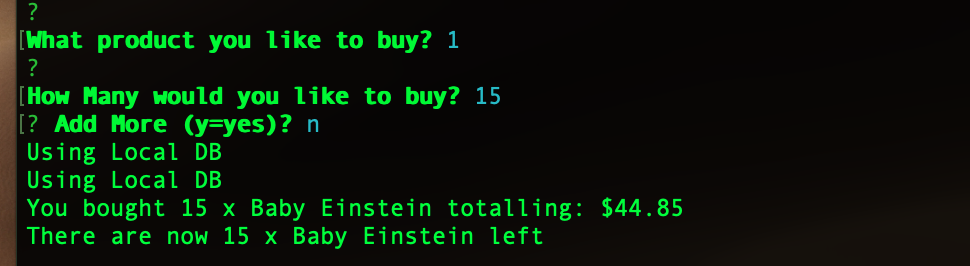 ?
[What product you like to buy? 1
?
[How Many would you like to buy? 15
[? Add More (y=yes)? n
Using Local DB
Using Local DB
You bought 15 x Baby Einstein totalling: $44.85
There are now 15 x Baby Einstein left